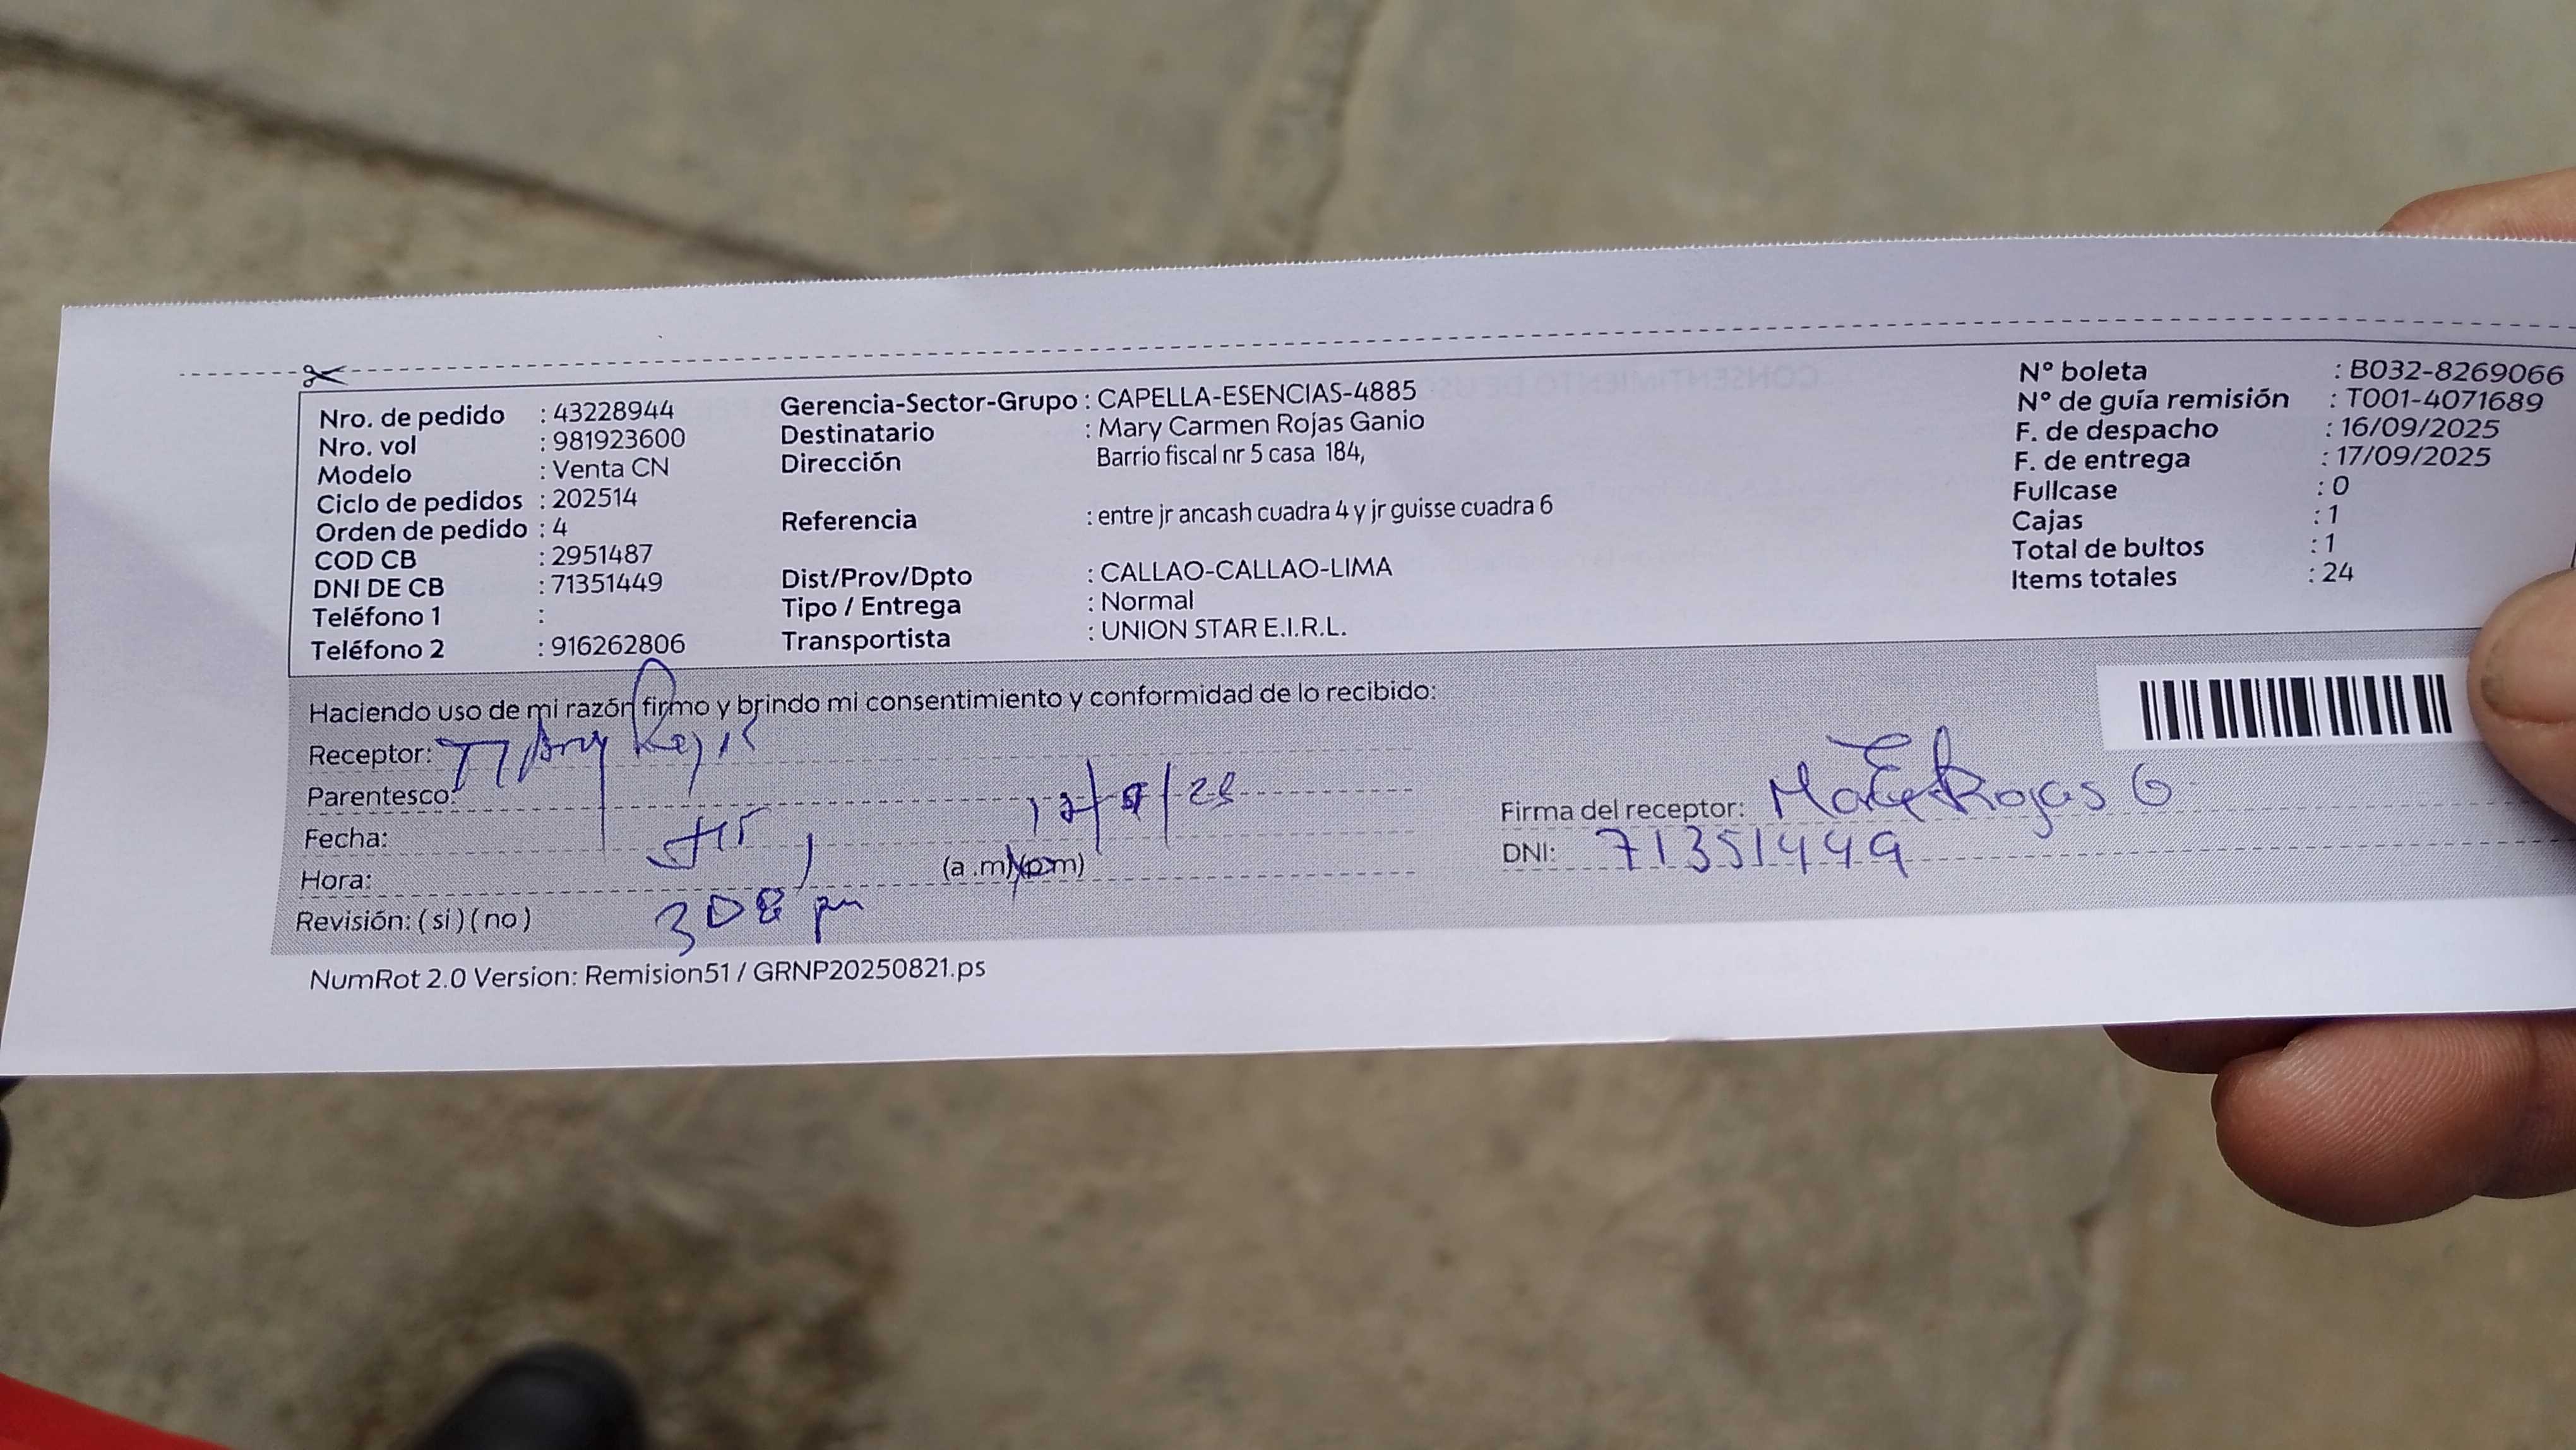 Nro. de pedido : 43228944
Nro. vol : 981923600
Modelo : Venta CN
Ciclo de pedidos : 202514
Orden de pedido : 4
COD CB : 2951487
DNI DE CB : 71351449
Teléfono 1 :
Teléfono 2 : 916262806
Gerencia-Sector-Grupo : CAPELLA-ESENCIAS-4885
Destinatario : Mary Carmen Rojas Ganio
Dirección Barrio fiscal nr 5 casa 184,
Referencia : entre jr ancash cuadra 4 y jr guisse cuadra 6
Dist/Prov/Dpto : CALLAO-CALLAO-LIMA
Tipo / Entrega : Normal
Transportista : UNION STAR E.I.R.L.
N° boleta : B032-8269066
N° de guía remisión : T001-4071689
F. de despacho : 16/09/2025
F. de entrega : 17/09/2025
Fullcase : 0
Cajas : 1
Total de bultos : 1
Items totales : 24
Haciendo uso de mi razón firmo y brindo mi consentimiento y conformidad de lo recibido:
Receptor:
Parentesco:
Fecha: 17/9/25
Hora: (a.m) (p.m)
Revisión: (si) (no) 308 pm
Firma del receptor: Rojas G
DNI: 71351449
NumRot 2.0 Version: Remision51 / GRNP20250821.ps